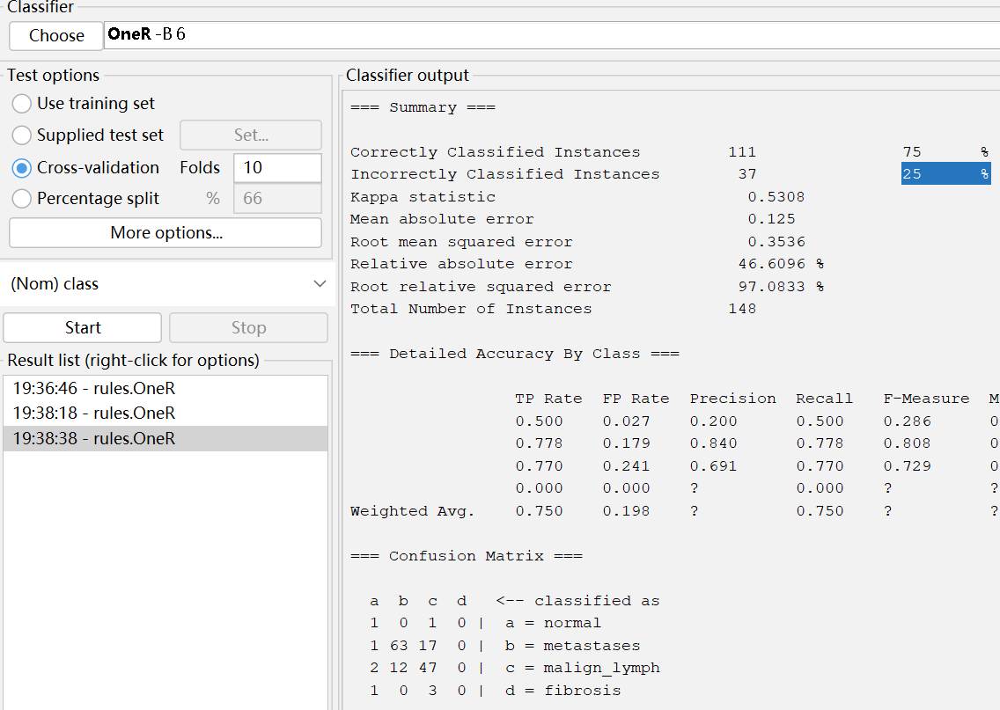 Classifier
Choose OneR -B 6
Test options
Use training set
Supplied test set Set...
Cross-validation Folds 10
Percentage split % 66
More options...
(Nom) class
Start Stop
Result list (right-click for options)
19:36:46 - rules.OneR
19:38:18 - rules.OneR
19:38:38 - rules.OneR
Classifier output
=== Summary ===
Correctly Classified Instances 111 75 %
Incorrectly Classified Instances 37 25 %
Kappa statistic 0.5308
Mean absolute error 0.125
Root mean squared error 0.3536
Relative absolute error 46.6096 %
Root relative squared error 97.0833 %
Total Number of Instances 148
=== Detailed Accuracy By Class ===
TP Rate FP Rate Precision Recall F-Measure M
0.500 0.027 0.200 0.500 0.286 0
0.778 0.179 0.840 0.778 0.808 0
0.770 0.241 0.691 0.770 0.729 0
0.000 0.000 ? 0.000 ? ?
Weighted Avg. 0.750 0.198 ? 0.750 ? ?
=== Confusion Matrix ===
a b c d <-- classified as
1 0 1 0 | a = normal
1 63 17 0 | b = metastases
2 12 47 0 | c = malign_lymph
1 0 3 0 | d = fibrosis